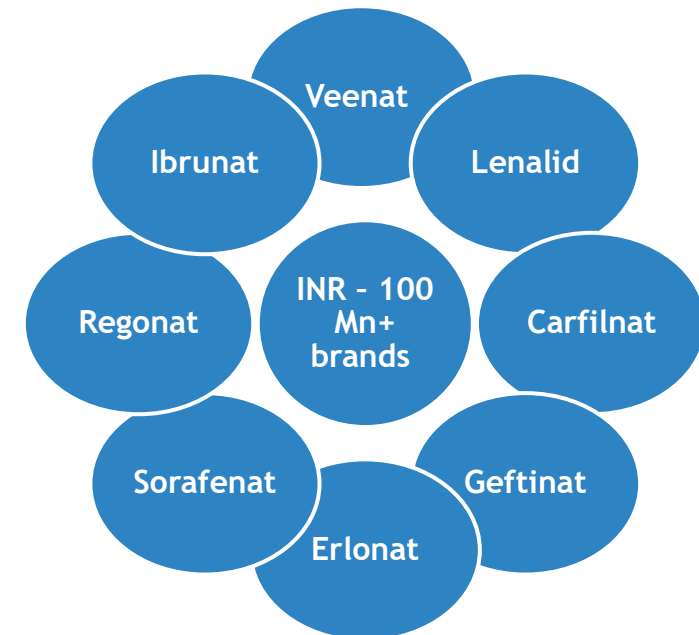 Veenat
Ibrunat
Lenalid
INR – 100
Mn+
brands
Regonat
Carfilnat
Sorafenat
Geftinat
Erlonat